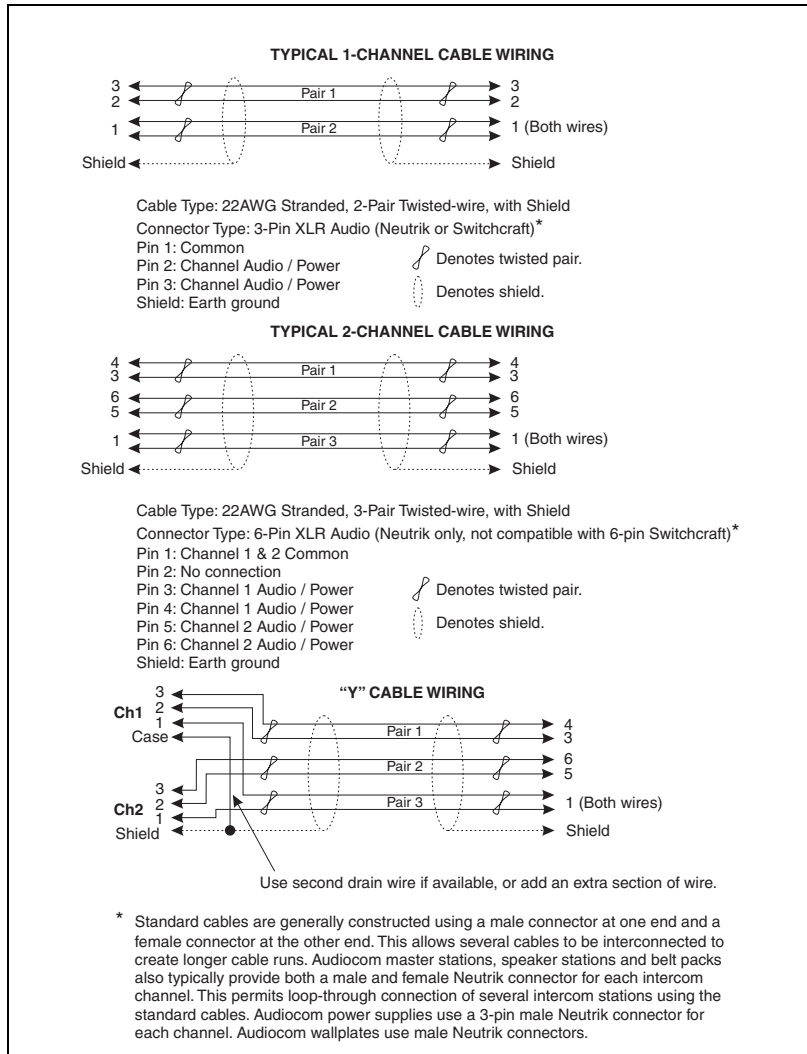 TYPICAL 1-CHANNEL CABLE WIRING
3 Pair 1 3
2 2
1 Pair 2 1 (Both wires)
Shield Shield
Cable Type: 22AWG Stranded, 2-Pair Twisted-wire, with Shield
Connector Type: 3-Pin XLR Audio (Neutrik or Switchcraft)*
Pin 1: Common
Pin 2: Channel Audio / Power
Pin 3: Channel Audio / Power
Shield: Earth ground
Denotes twisted pair.
Denotes shield.
TYPICAL 2-CHANNEL CABLE WIRING
4 Pair 1 4
3 3
6 Pair 2 6
5 5
1 Pair 3 1 (Both wires)
Shield Shield
Cable Type: 22AWG Stranded, 3-Pair Twisted-wire, with Shield
Connector Type: 6-Pin XLR Audio (Neutrik only, not compatible with 6-pin Switchcraft)*
Pin 1: Channel 1 & 2 Common
Pin 2: No connection
Pin 3: Channel 1 Audio / Power
Pin 4: Channel 1 Audio / Power
Pin 5: Channel 2 Audio / Power
Pin 6: Channel 2 Audio / Power
Shield: Earth ground
Denotes twisted pair.
Denotes shield.
"Y" CABLE WIRING
Ch1
3
2
1
Case
Pair 1
4
3
Pair 2
6
5
Ch2
3
2
1
Shield
Pair 3
1 (Both wires)
Shield
Use second drain wire if available, or add an extra section of wire.
* Standard cables are generally constructed using a male connector at one end and a
female connector at the other end. This allows several cables to be interconnected to
create longer cable runs. Audiocom master stations, speaker stations and belt packs
also typically provide both a male and female Neutrik connector for each intercom
channel. This permits loop-through connection of several intercom stations using the
standard cables. Audiocom power supplies use a 3-pin male Neutrik connector for
each channel. Audiocom wallplates use male Neutrik connectors.